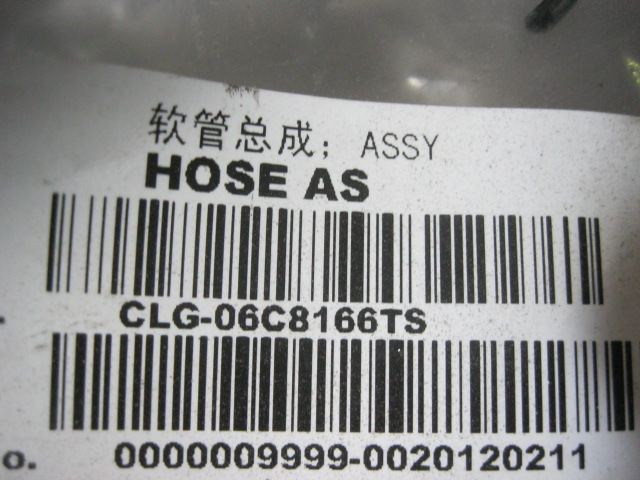 软管总成；ASSY
HOSE AS
CLG-06C8166TS
o. 0000009999-0020120211